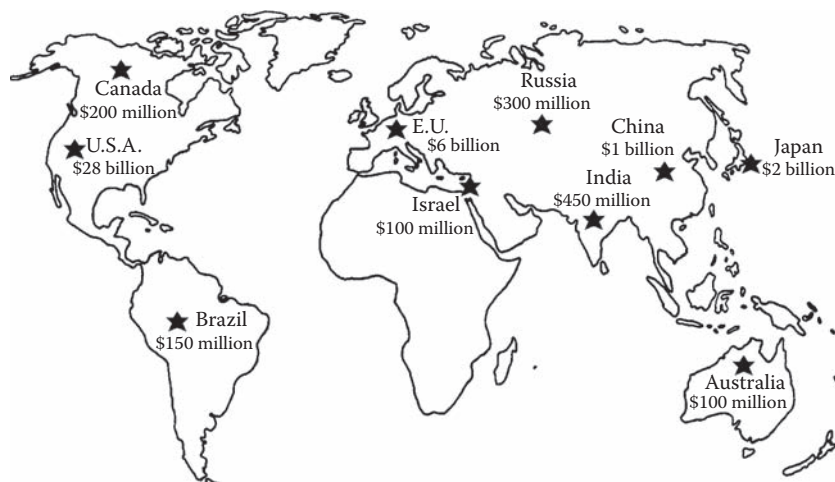 Canada
$200 million
U.S.A.
$28 billion
E.U.
$6 billion
Russia
$300 million
China
$1 billion
Japan
$2 billion
India
$450 million
Israel
$100 million
Brazil
$150 million
Australia
$100 million